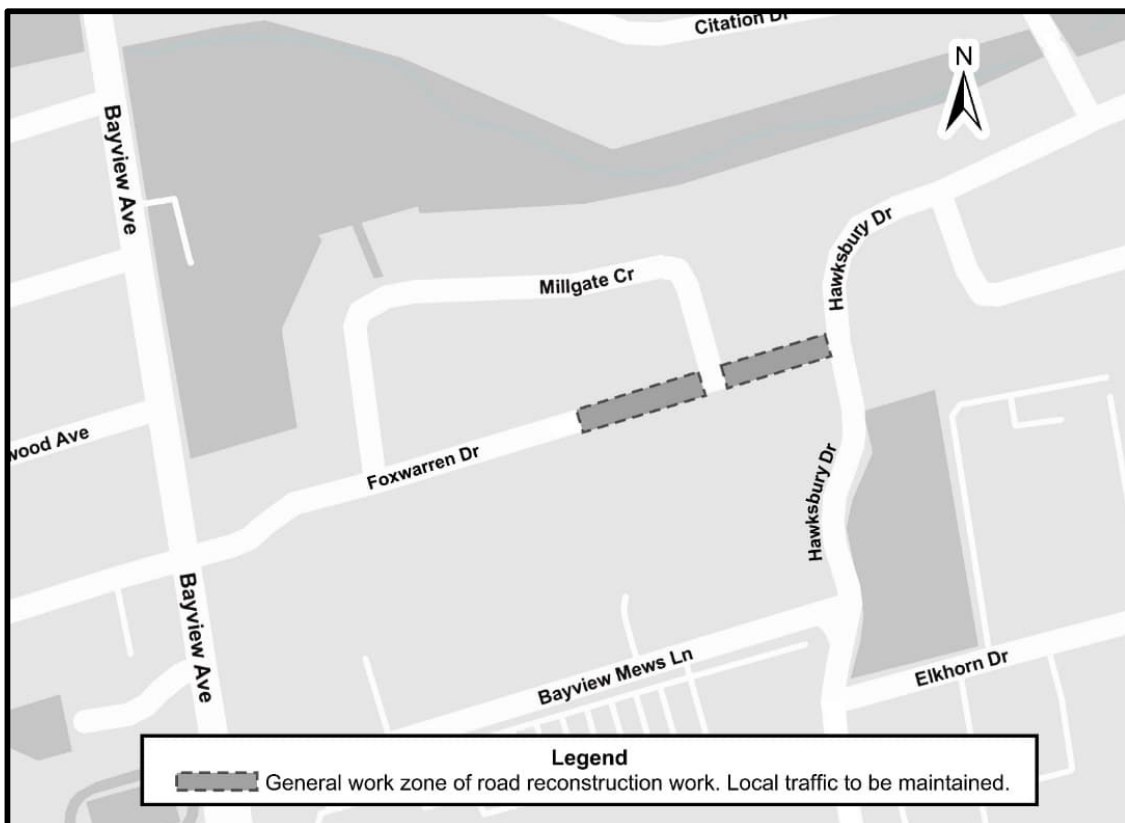 Citation Dr
N
Bayview Ave
Hawksbury Dr
Millgate Cr
wood Ave
Foxwarren Dr
Hawksbury Dr
Bayview Ave
Bayview Mews Ln
Elkhorn Dr
Legend
General work zone of road reconstruction work. Local traffic to be maintained.